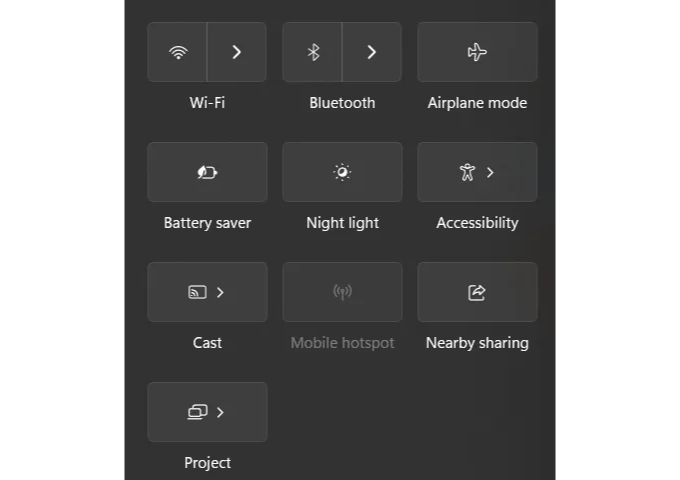 Wi-Fi
Bluetooth
Airplane mode
Battery saver
Night light
Accessibility
Cast
Mobile hotspot
Nearby sharing
Project